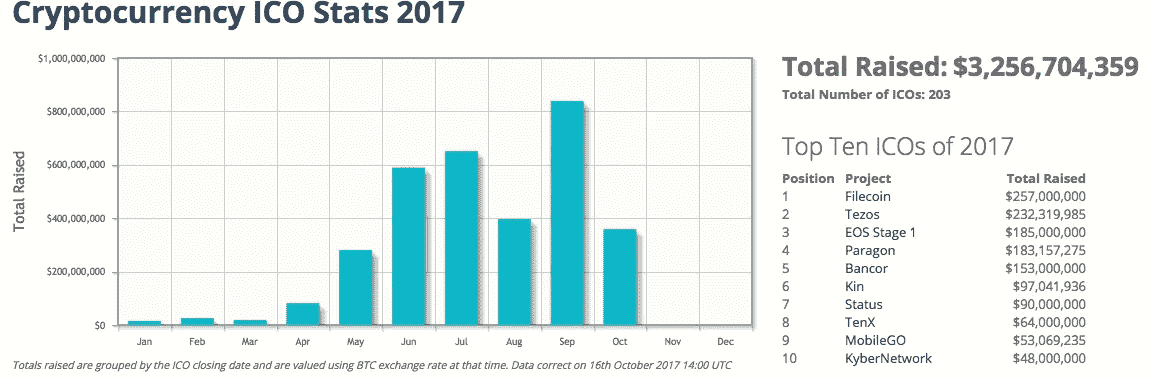 Cryptocurrency ICO Stats 2017
$1,000,000,000
$800,000,000
$600,000,000
$400,000,000
$200,000,000
$0
Total Raised
Jan Feb Mar Apr May Jun Jul Aug Sep Oct Nov Dec
Totals raised are grouped by the ICO closing date and are valued using BTC exchange rate at that time. Data correct on 16th October 2017 14:00 UTC
Total Raised: $3,256,704,359
Total Number of ICOs: 203
Top Ten ICOs of 2017
Position Project Total Raised
1 Filecoin $257,000,000
2 Tezos $232,319,985
3 EOS Stage 1 $185,000,000
4 Paragon $183,157,275
5 Bancor $153,000,000
6 Kin $97,041,936
7 Status $90,000,000
8 TenX $64,000,000
9 MobileGO $53,069,235
10 KyberNetwork $48,000,000